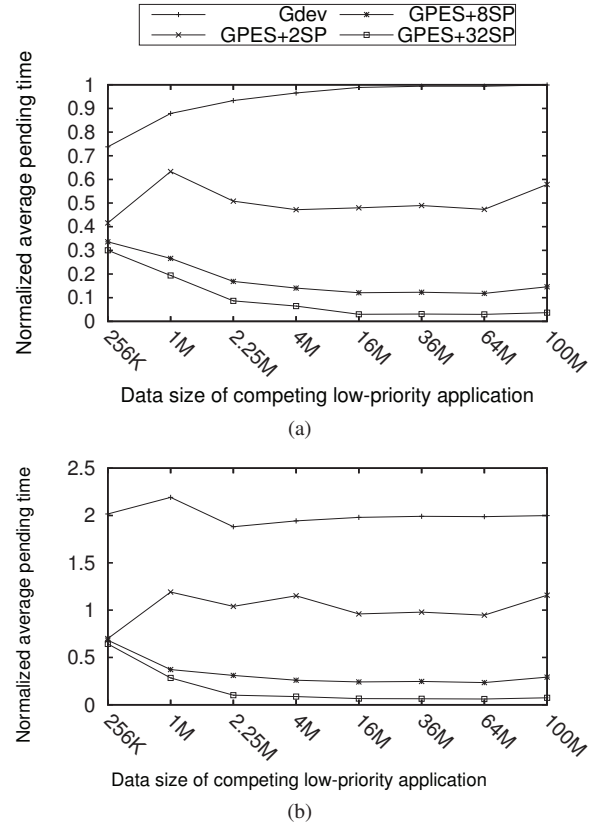 Gdev GPES+8SP
GPES+2SP GPES+32SP
Normalized average pending time
1
0.9
0.8
0.7
0.6
0.5
0.4
0.3
0.2
0.1
0
256K 1M 2.25M 4M 16M 36M 64M 100M
Data size of competing low-priority application
(a)
Normalized average pending time
2.5
2
1.5
1
0.5
0
256K 1M 2.25M 4M 16M 36M 64M 100M
Data size of competing low-priority application
(b)